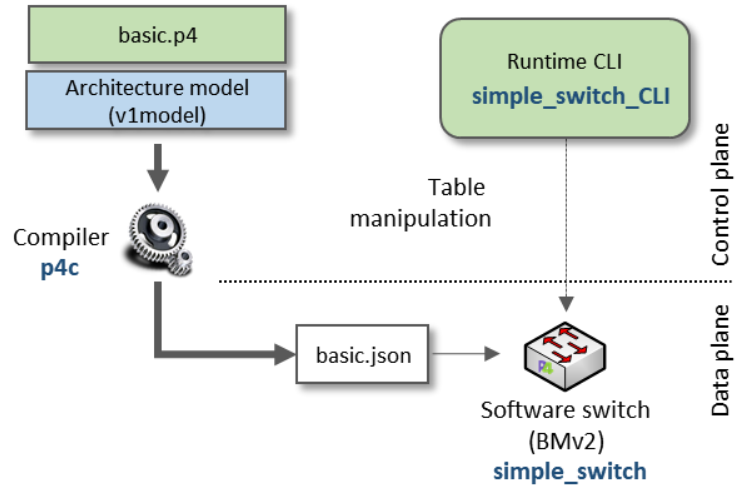 basic.p4
Architecture model
(v1model)
Runtime CLI
simple_switch_CLI
Table
manipulation
Control plane
Compiler
p4c
Data plane
basic.json
P4
Software switch
(BMv2)
simple_switch